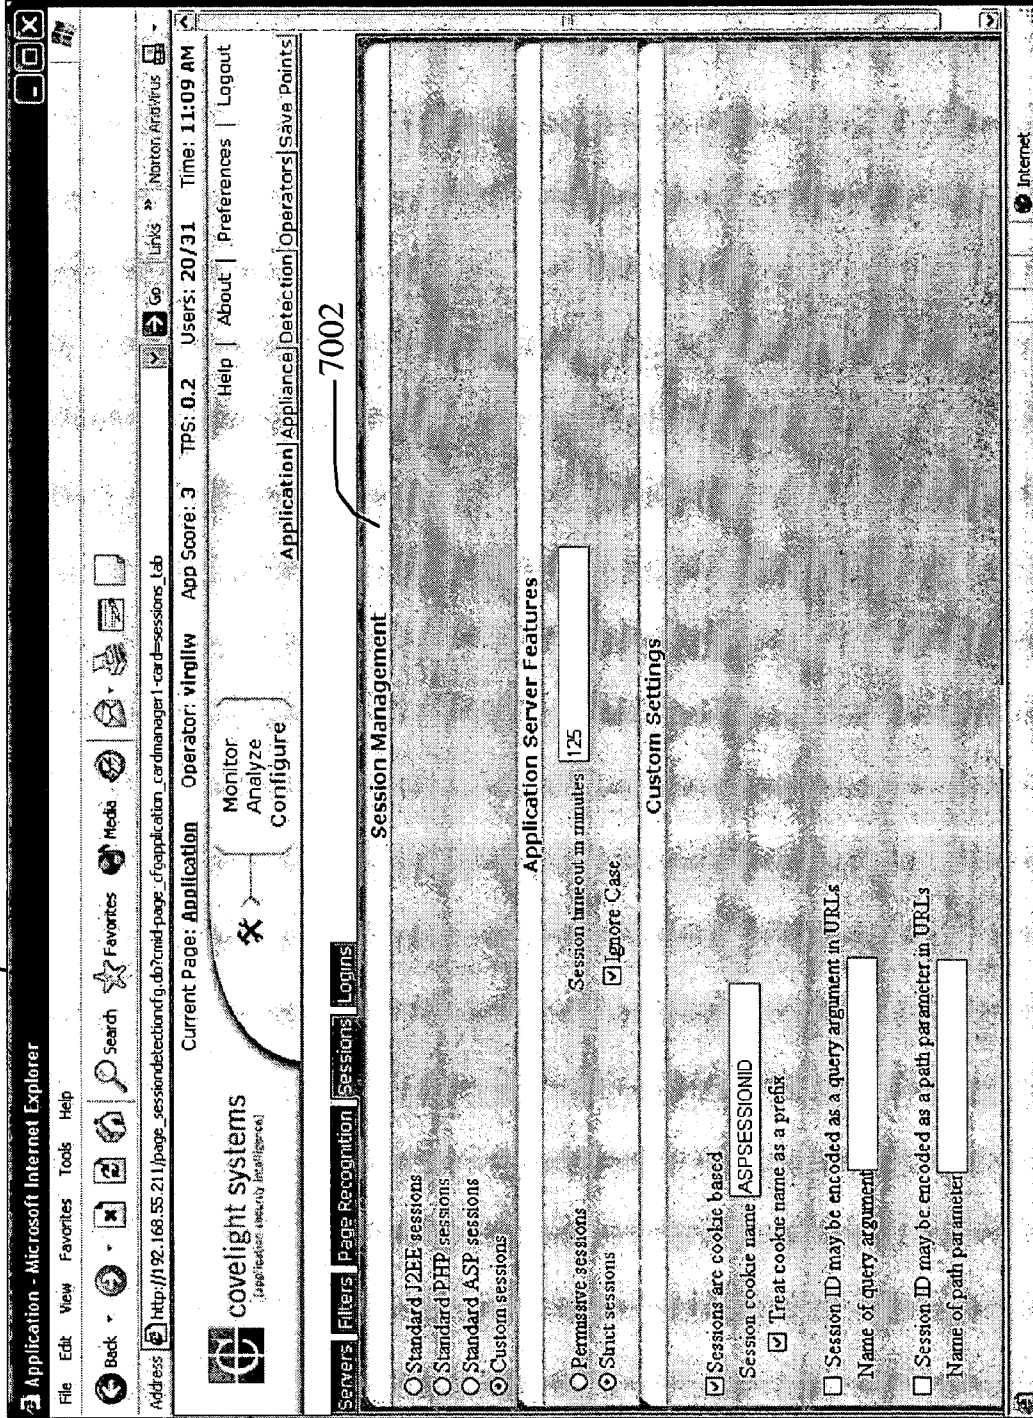 Application - Microsoft Internet Explorer
File Edit View Favorites Tools Help
Back Search Favorites Media
Address http://192.168.55.211/page_sessiondetectioncfg.do?cmid=page_cfgapplication_cardmanager1-card=sessions_tab Go Links » Norton AntiVirus
Current Page: Application Operator: virgilw App Score: 3 TPS: 0.2 Users: 20/31 Time: 11:09 AM
covelight systems
[application security intelligence]
Monitor
Analyze
Configure
Help | About | Preferences | Logout
Application Appliance Detection Operators Save Points
7002
Servers Filters Page Recognition Sessions Logins
Session Management
Standard J2EE sessions
Standard PHP sessions
Standard ASP sessions
Custom sessions
Application Server Features
Permissive sessions Session timeout in minutes 125
Strict sessions Ignore Case
Custom Settings
Sessions are cookie based
Session cookie name ASPSESSIONID
Treat cookie name as a prefix
Session ID may be encoded as a query argument in URLs
Name of query argument
Session ID may be encoded as a path parameter in URLs
Name of path parameter
Internet